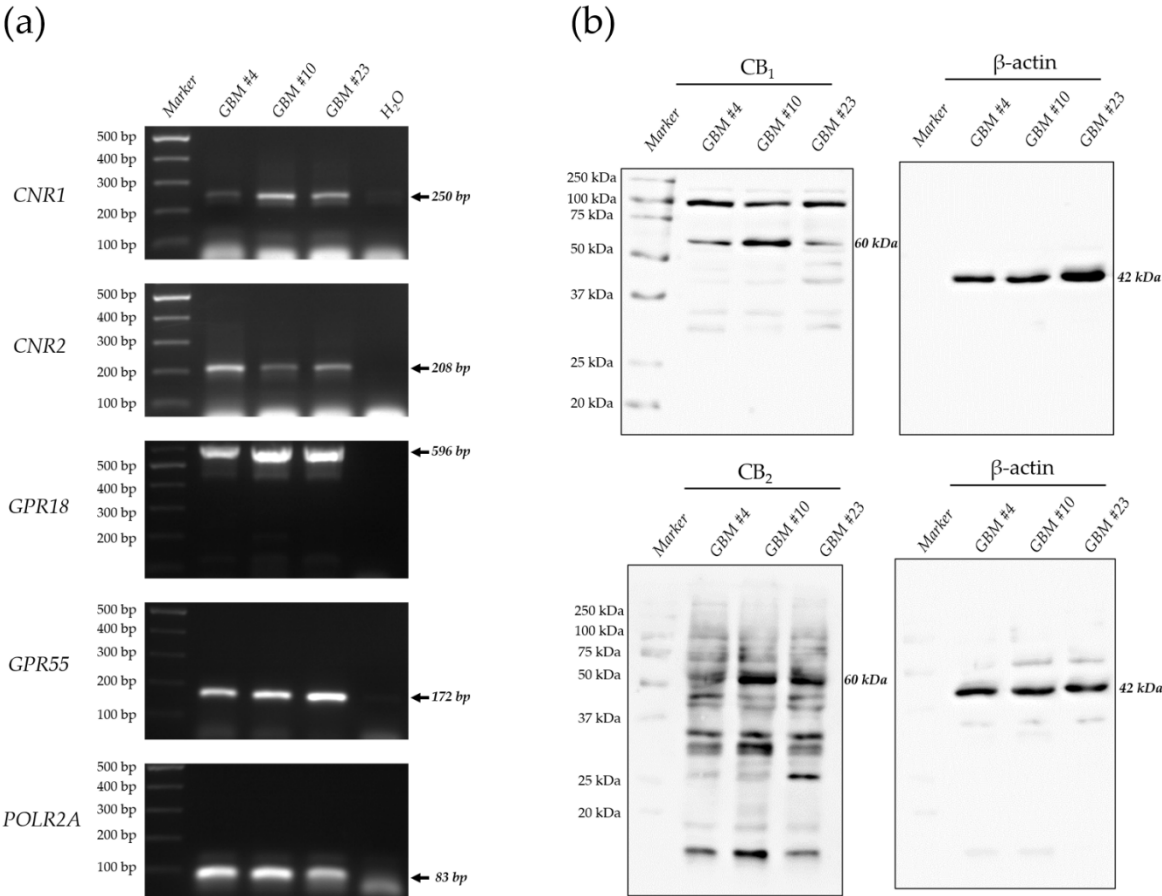 (a)
Marker GBM #4 GBM #10 GBM #23 H₂O
CNR1
500 bp
400 bp
300 bp
200 bp
100 bp
250 bp
CNR2
500 bp
400 bp
300 bp
200 bp
100 bp
208 bp
GPR18
500 bp
400 bp
300 bp
200 bp
596 bp
GPR55
500 bp
400 bp
300 bp
200 bp
100 bp
172 bp
POLR2A
500 bp
400 bp
300 bp
200 bp
100 bp
83 bp
(b)
CB₁
Marker GBM #4 GBM #10 GBM #23
250 kDa
100 kDa
75 kDa
50 kDa
37 kDa
25 kDa
20 kDa
60 kDa
β-actin
Marker GBM #4 GBM #10 GBM #23
42 kDa
CB₂
Marker GBM #4 GBM #10 GBM #23
250 kDa
100 kDa
75 kDa
50 kDa
37 kDa
25 kDa
20 kDa
60 kDa
β-actin
Marker GBM #4 GBM #10 GBM #23
42 kDa